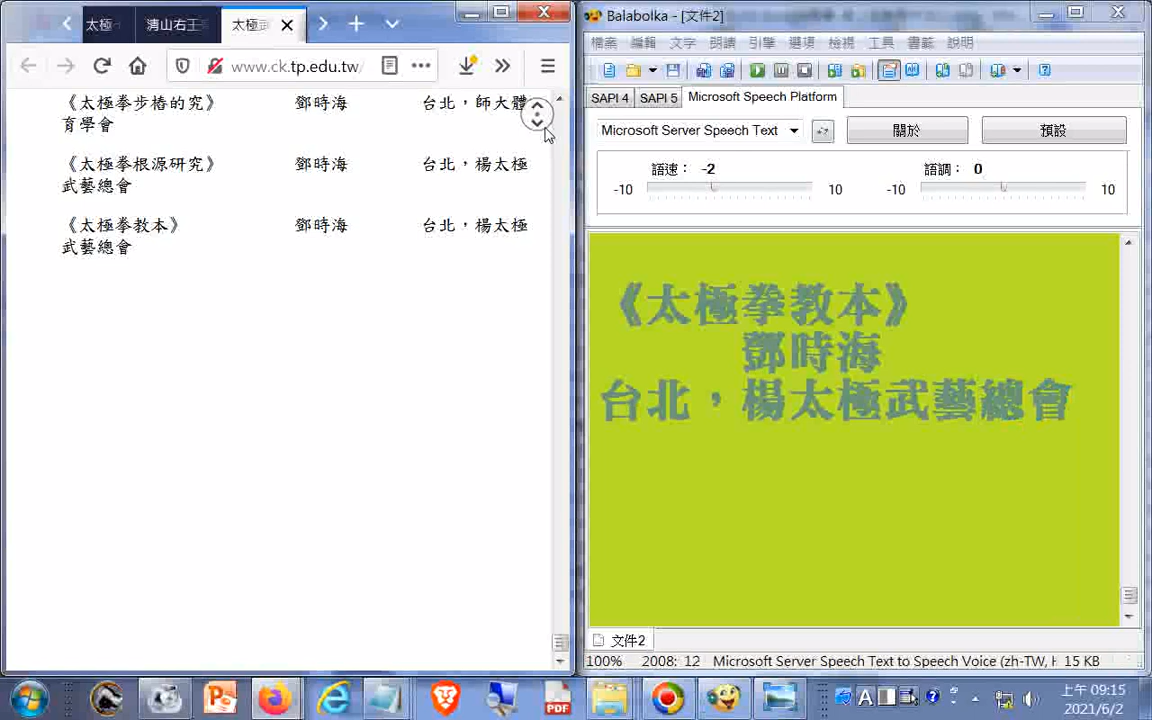 太極
清山右王
太極
www.ck.tp.edu.tw/
《太極拳步樁的究》 鄧時海 台北，師大體
育學會
《太極拳根源研究》 鄧時海 台北，楊太極
武藝總會
《太極拳教本》 鄧時海 台北，楊太極
武藝總會
Balabolka - [文件2]
檔案 編輯 文字 朗讀 引擎 選項 檢視 工具 書籤 說明
SAPI 4 SAPI 5 Microsoft Speech Platform
Microsoft Server Speech Text 關於 預設
語速： -2 語調： 0
-10 10 -10 10
《太極拳教本》
鄧時海
台北，楊太極武藝總會
文件2
100% 2008: 12 Microsoft Server Speech Text to Speech Voice (zh-TW, H 15 KB
PDF
A
上午 09:15
2021/6/2